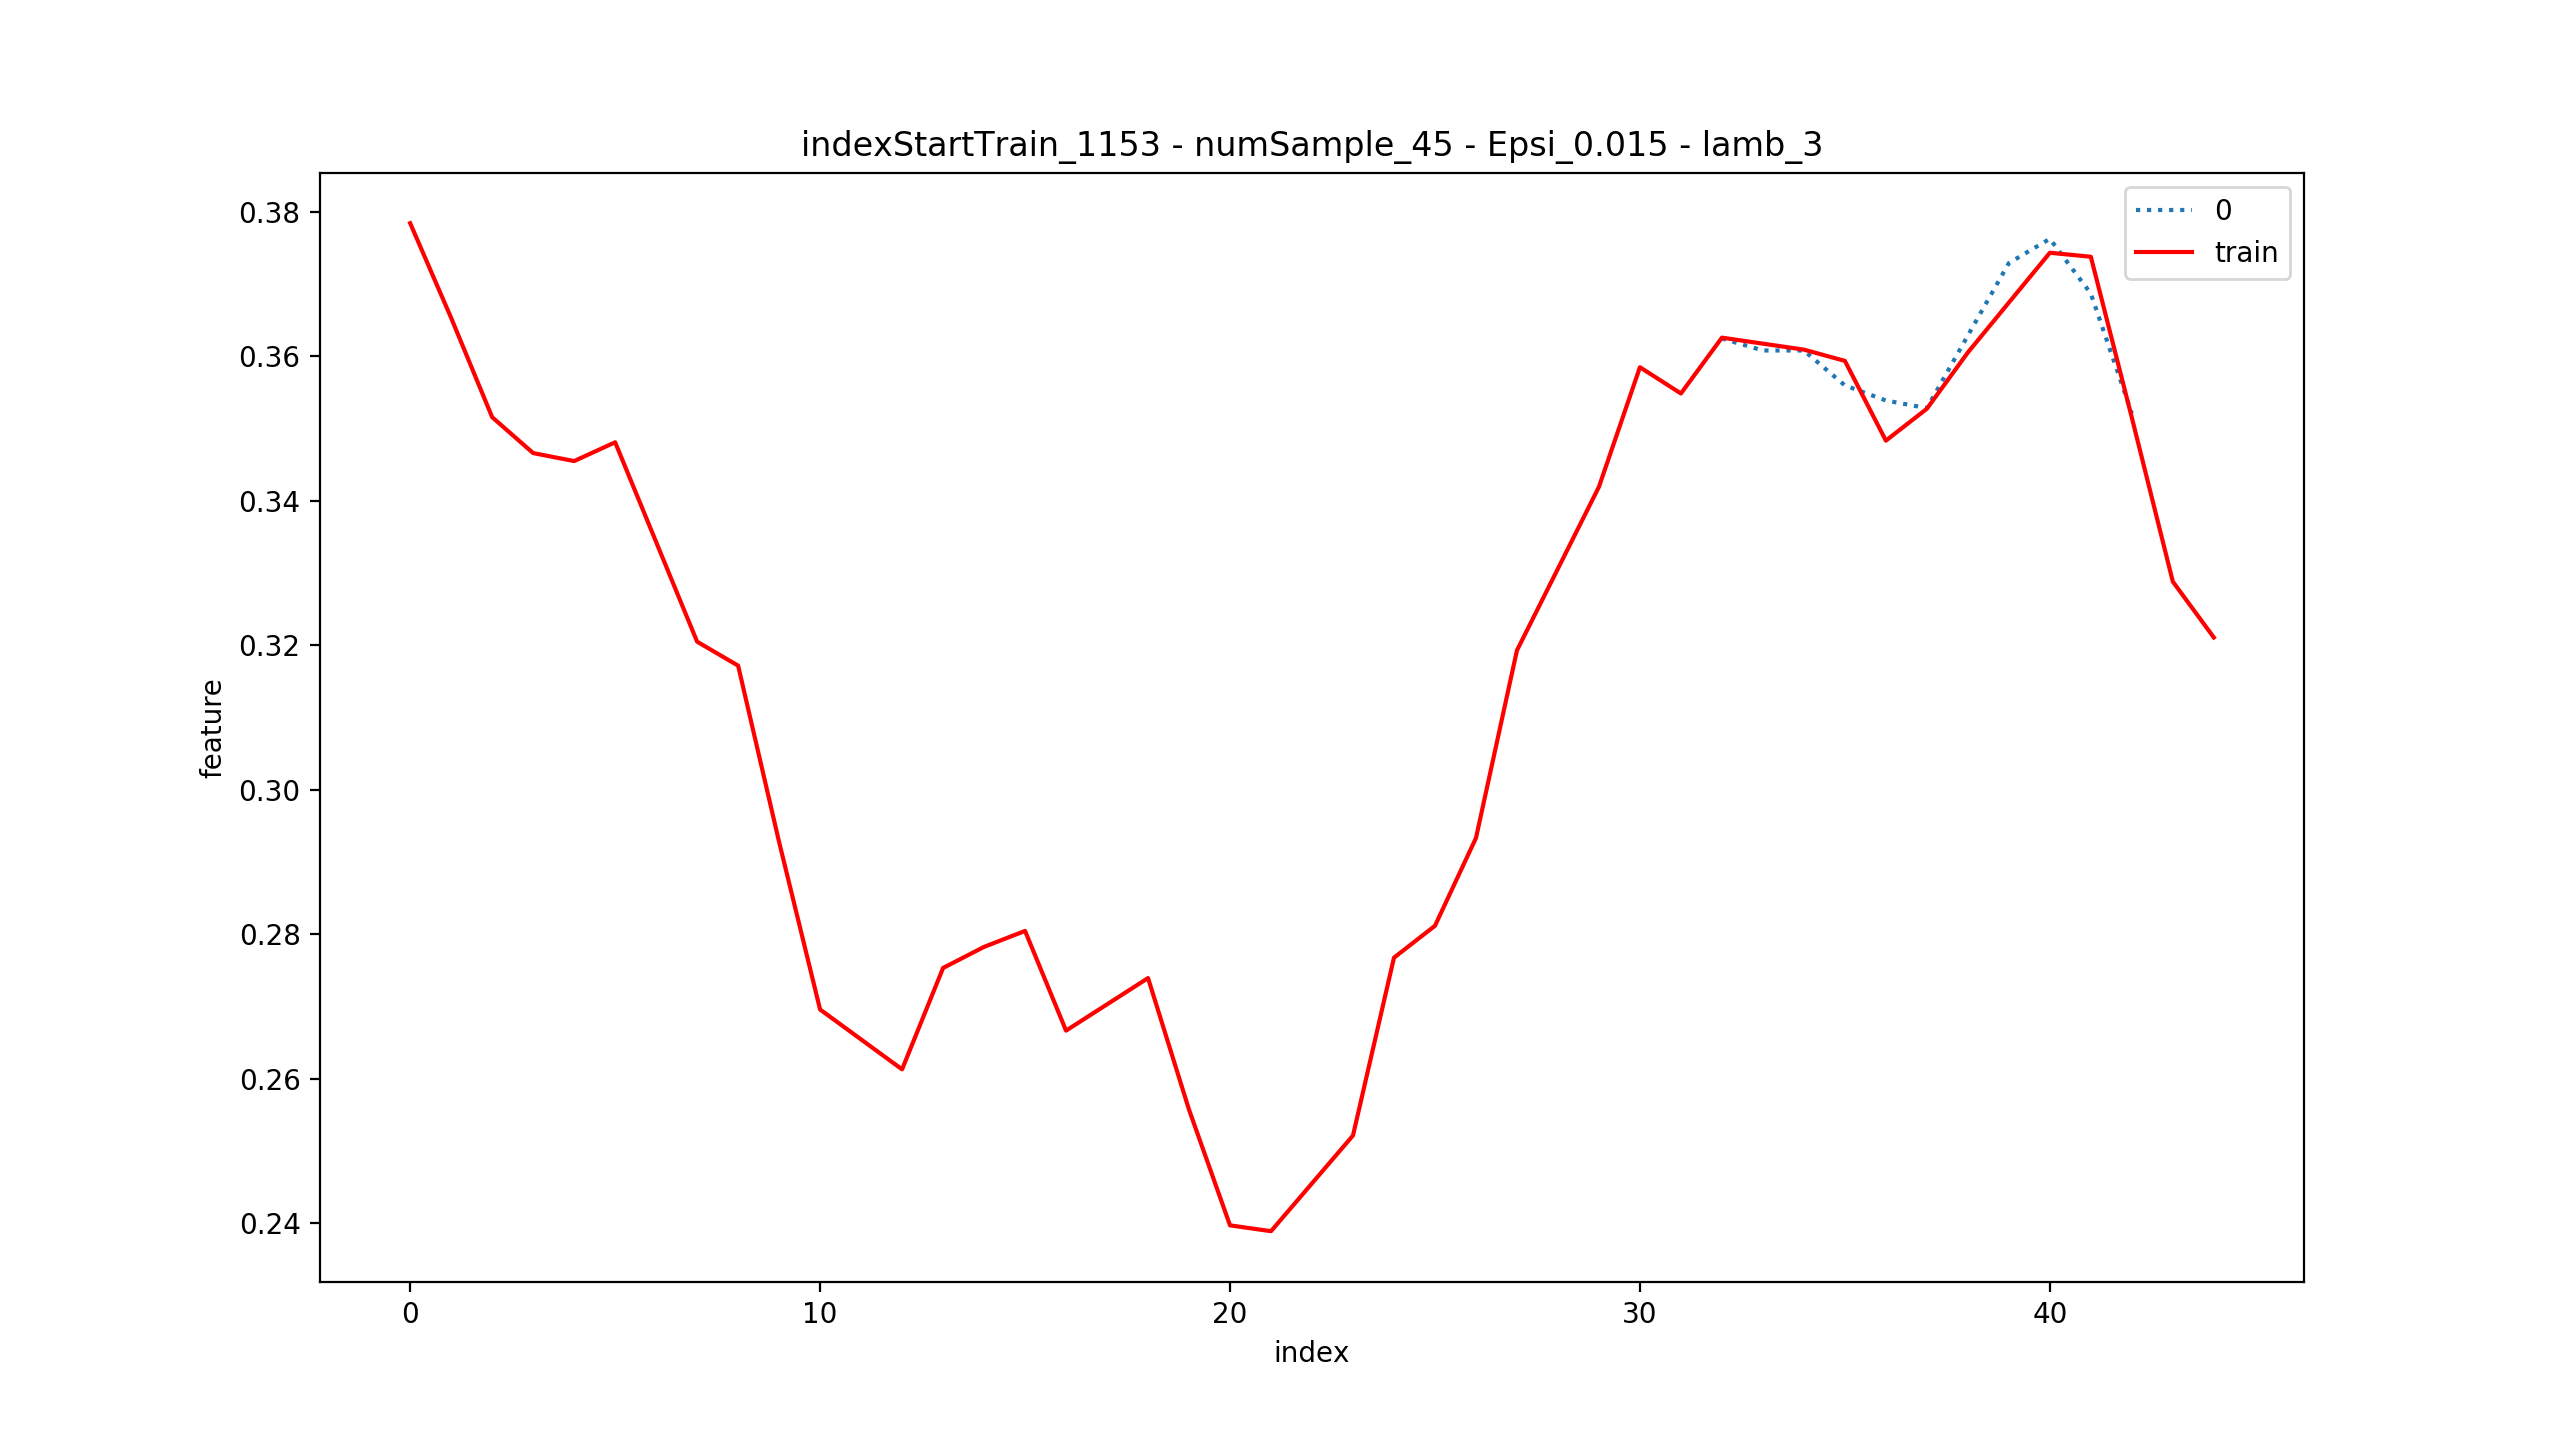 indexStartTrain_1153 - numSample_45 - Epsi_0.015 - lamb_3
0
train
0.38
0.36
0.34
0.32
0.30
0.28
0.26
0.24
feature
0 10 20 30 40
index